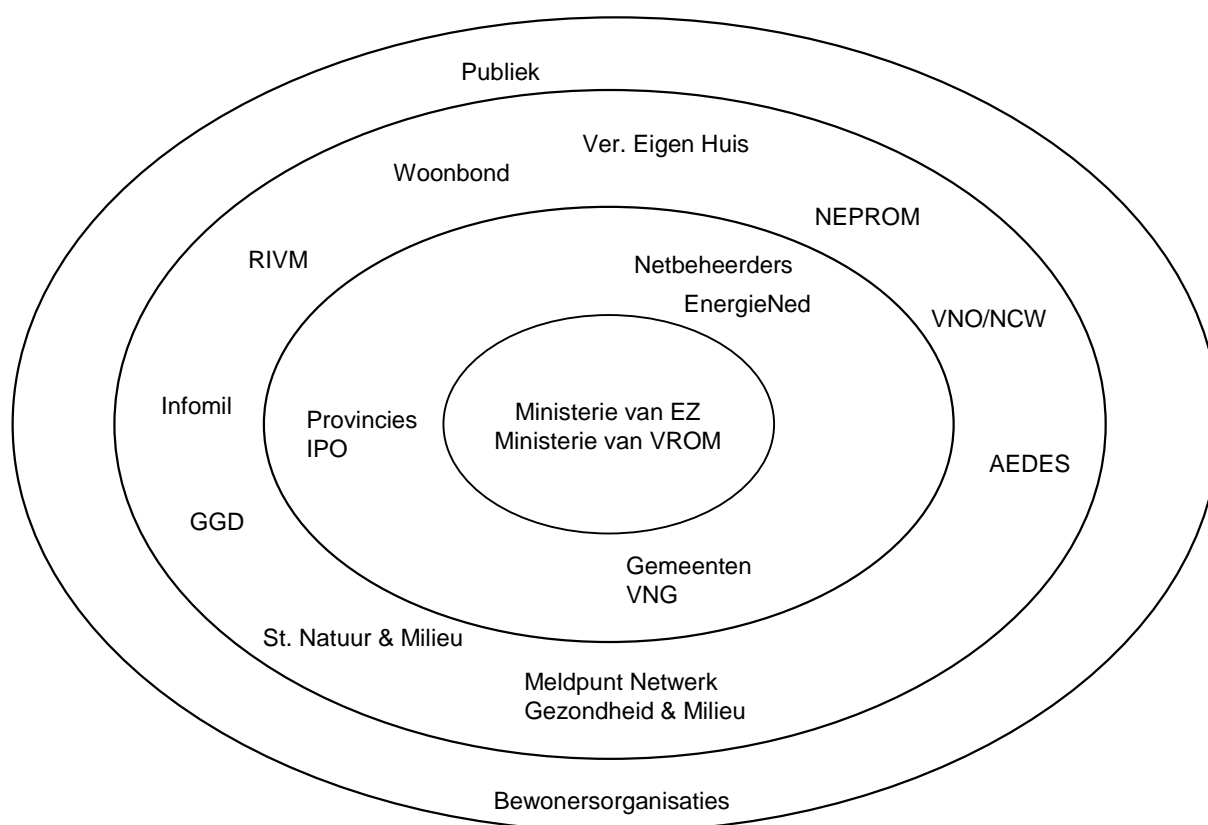 Publiek
Ver. Eigen Huis
Woonbond
NEPROM
RIVM
Netbeheerders
EnergieNed
VNO/NCW
Infomil
Provincies
IPO
Ministerie van EZ
Ministerie van VROM
AEDES
GGD
Gemeenten
VNG
St. Natuur & Milieu
Meldpunt Netwerk
Gezondheid & Milieu
Bewonersorganisaties